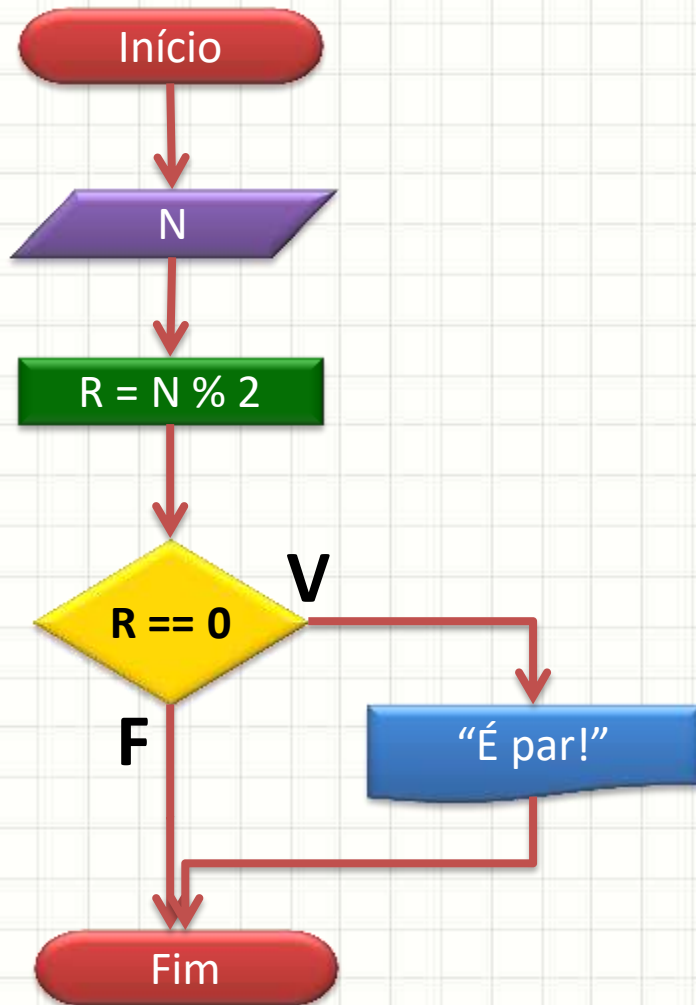 Início
N
R = N % 2
R == 0
V
F
“É par!”
Fim